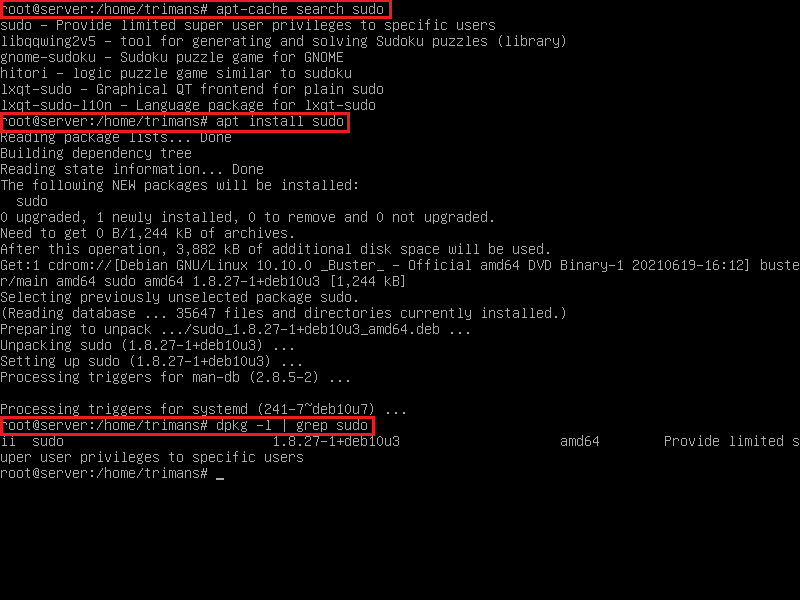 root@server:/home/trimans# apt-cache search sudo
sudo - Provide limited super user privileges to specific users
libqqwing2v5 - tool for generating and solving Sudoku puzzles (library)
gnome-sudoku - Sudoku puzzle game for GNOME
hitori - logic puzzle game similar to sudoku
lxqt-sudo - Graphical QT frontend for plain sudo
lxqt-sudo-l10n - Language package for lxqt-sudo
root@server:/home/trimans# apt install sudo
Reading package lists... Done
Building dependency tree
Reading state information... Done
The following NEW packages will be installed:
  sudo
0 upgraded, 1 newly installed, 0 to remove and 0 not upgraded.
Need to get 0 B/1,244 kB of archives.
After this operation, 3,882 kB of additional disk space will be used.
Get:1 cdrom://[Debian GNU/Linux 10.10.0 _Buster_ - Official amd64 DVD Binary-1 20210619-16:12] buste
r/main amd64 sudo amd64 1.8.27-1+deb10u3 [1,244 kB]
Selecting previously unselected package sudo.
(Reading database ... 35647 files and directories currently installed.)
Preparing to unpack .../sudo_1.8.27-1+deb10u3_amd64.deb ...
Unpacking sudo (1.8.27-1+deb10u3) ...
Setting up sudo (1.8.27-1+deb10u3) ...
Processing triggers for man-db (2.8.5-2) ...
Processing triggers for systemd (241-7~deb10u7) ...
root@server:/home/trimans# dpkg -l | grep sudo
ii  sudo                          1.8.27-1+deb10u3                    amd64        Provide limited s
uper user privileges to specific users
root@server:/home/trimans# _